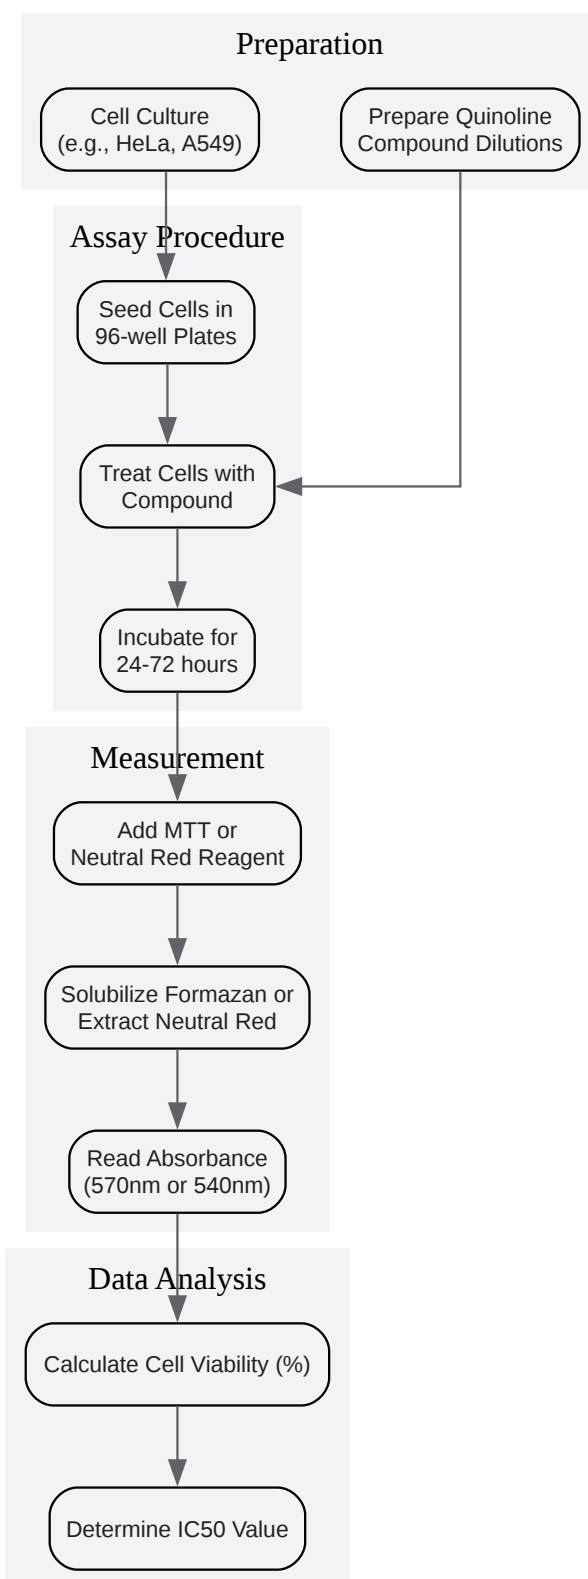 Preparation
Cell Culture
(e.g., HeLa, A549)
Prepare Quinoline
Compound Dilutions
Assay Procedure
Seed Cells in
96-well Plates
Treat Cells with
Compound
Incubate for
24-72 hours
Measurement
Add MTT or
Neutral Red Reagent
Solubilize Formazan or
Extract Neutral Red
Read Absorbance
(570nm or 540nm)
Data Analysis
Calculate Cell Viability (%)
Determine IC50 Value